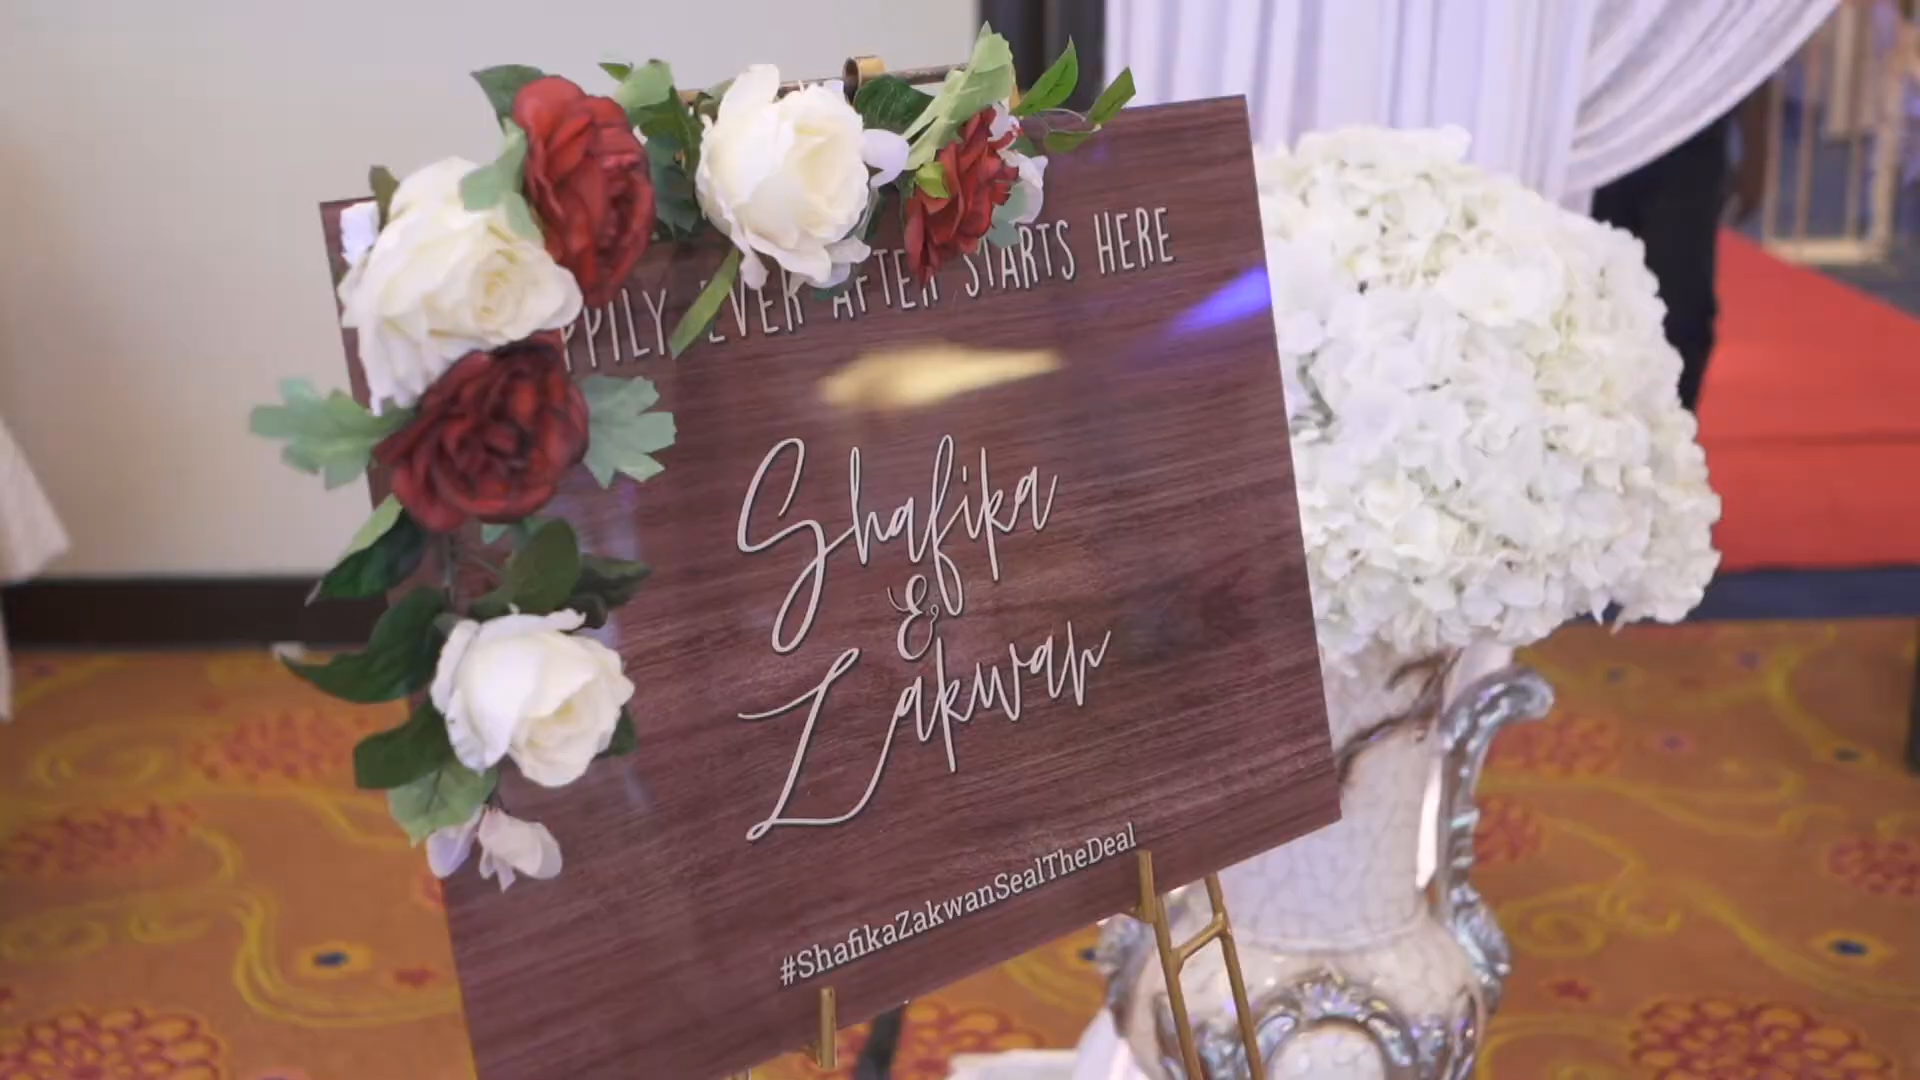 PPILY EVER AFTER STARTS HERE
Shafika
&
Zakwan
#ShafikaZakwanSealTheDeal